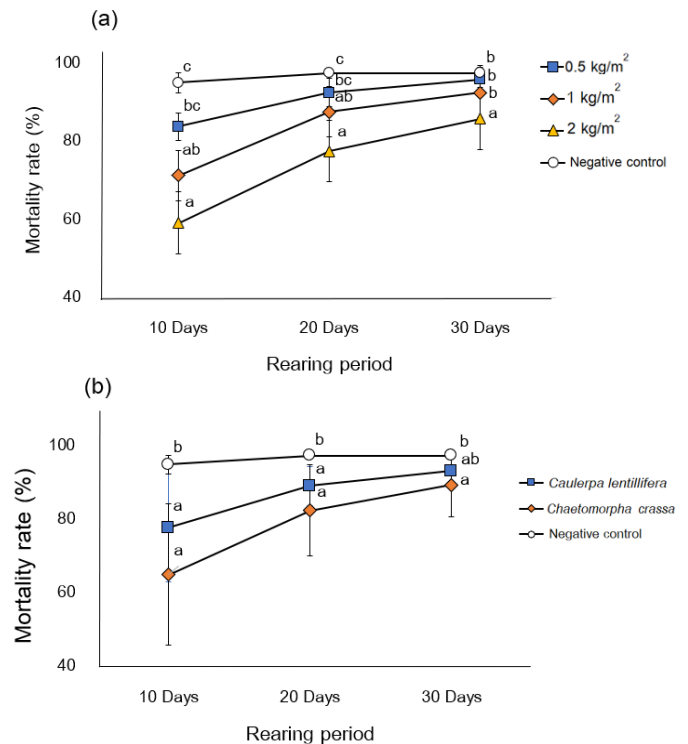 (a)
100
80
60
40
Mortality rate (%)
c
bc
ab
a
c
bc
ab
a
b
b
b
a
10 Days
20 Days
30 Days
Rearing period
0.5 kg/m²
1 kg/m²
2 kg/m²
Negative control
(b)
100
80
60
40
Mortality rate (%)
b
a
a
b
a
a
b
ab
a
10 Days
20 Days
30 Days
Rearing period
Caulerpa lentillifera
Chaetomorpha crassa
Negative control